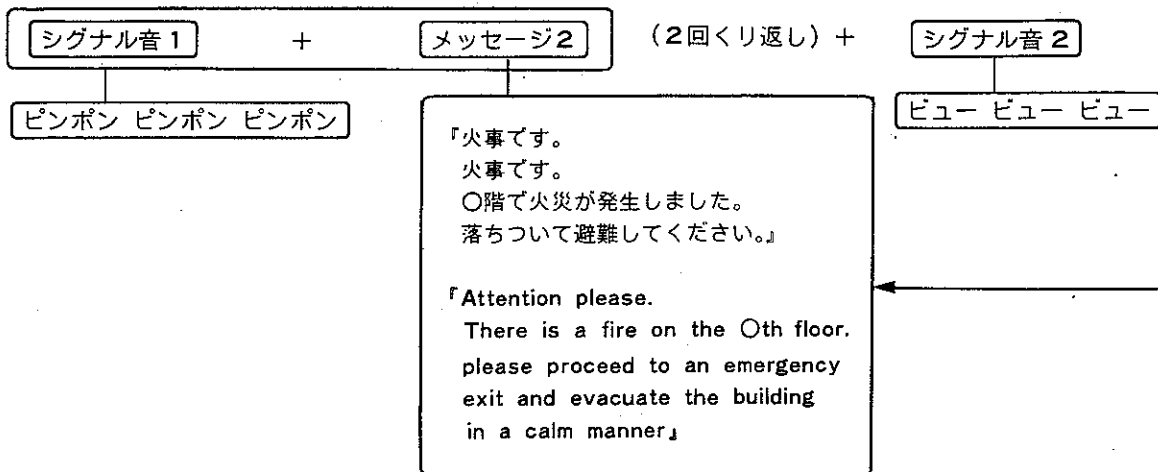 シグナル音1 + メッセージ2 (2回くり返し) + シグナル音2
ピンポン ピンポン ピンポン
ビュー ビュー ビュー
『火事です。
火事です。
○階で火災が発生しました。
落ちついて避難してください。』
『Attention please.
There is a fire on the ○th floor.
please proceed to an emergency
exit and evacuate the building
in a calm manner』